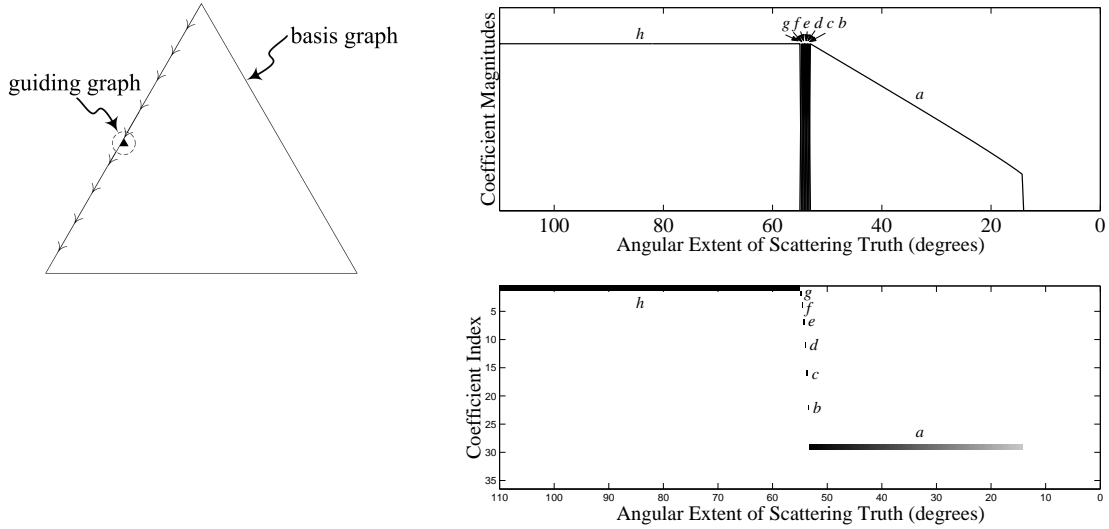 basis graph
guiding graph
Coefficient Magnitudes
g f e d c b
h
a
100 80 60 40 20 0
Angular Extent of Scattering Truth (degrees)
Coefficient Index
5
10
15
20
25
30
35
h
g
f
e
d
c
b
a
110 100 90 80 70 60 50 40 30 20 10 0
Angular Extent of Scattering Truth (degrees)